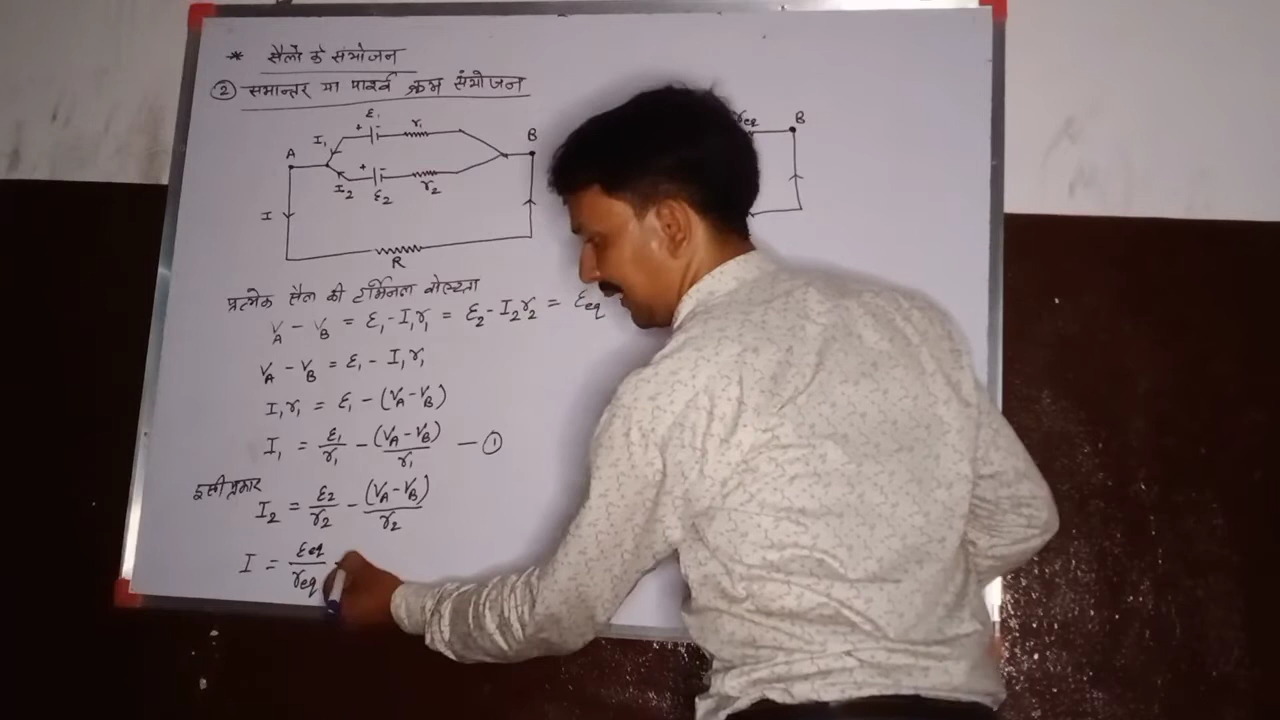 * सैलों के संयोजन
② समान्तर या पार्श्व क्रम संयोजन
ε₁
I₁ + - r₁
A
B
+ -
I₂ ε₂ r₂
I
R
r_eq B
प्रत्येक सैल की टर्मिनल वोल्टता
V_A - V_B = ε₁ - I₁r₁ = ε₂ - I₂r₂ = ε_eq
V_A - V_B = ε₁ - I₁r₁
I₁r₁ = ε₁ - (V_A - V_B)
I₁ = ε₁/r₁ - (V_A - V_B)/r₁ — ①
इसी प्रकार
I₂ = ε₂/r₂ - (V_A - V_B)/r₂
I = ε_eq/r_eq